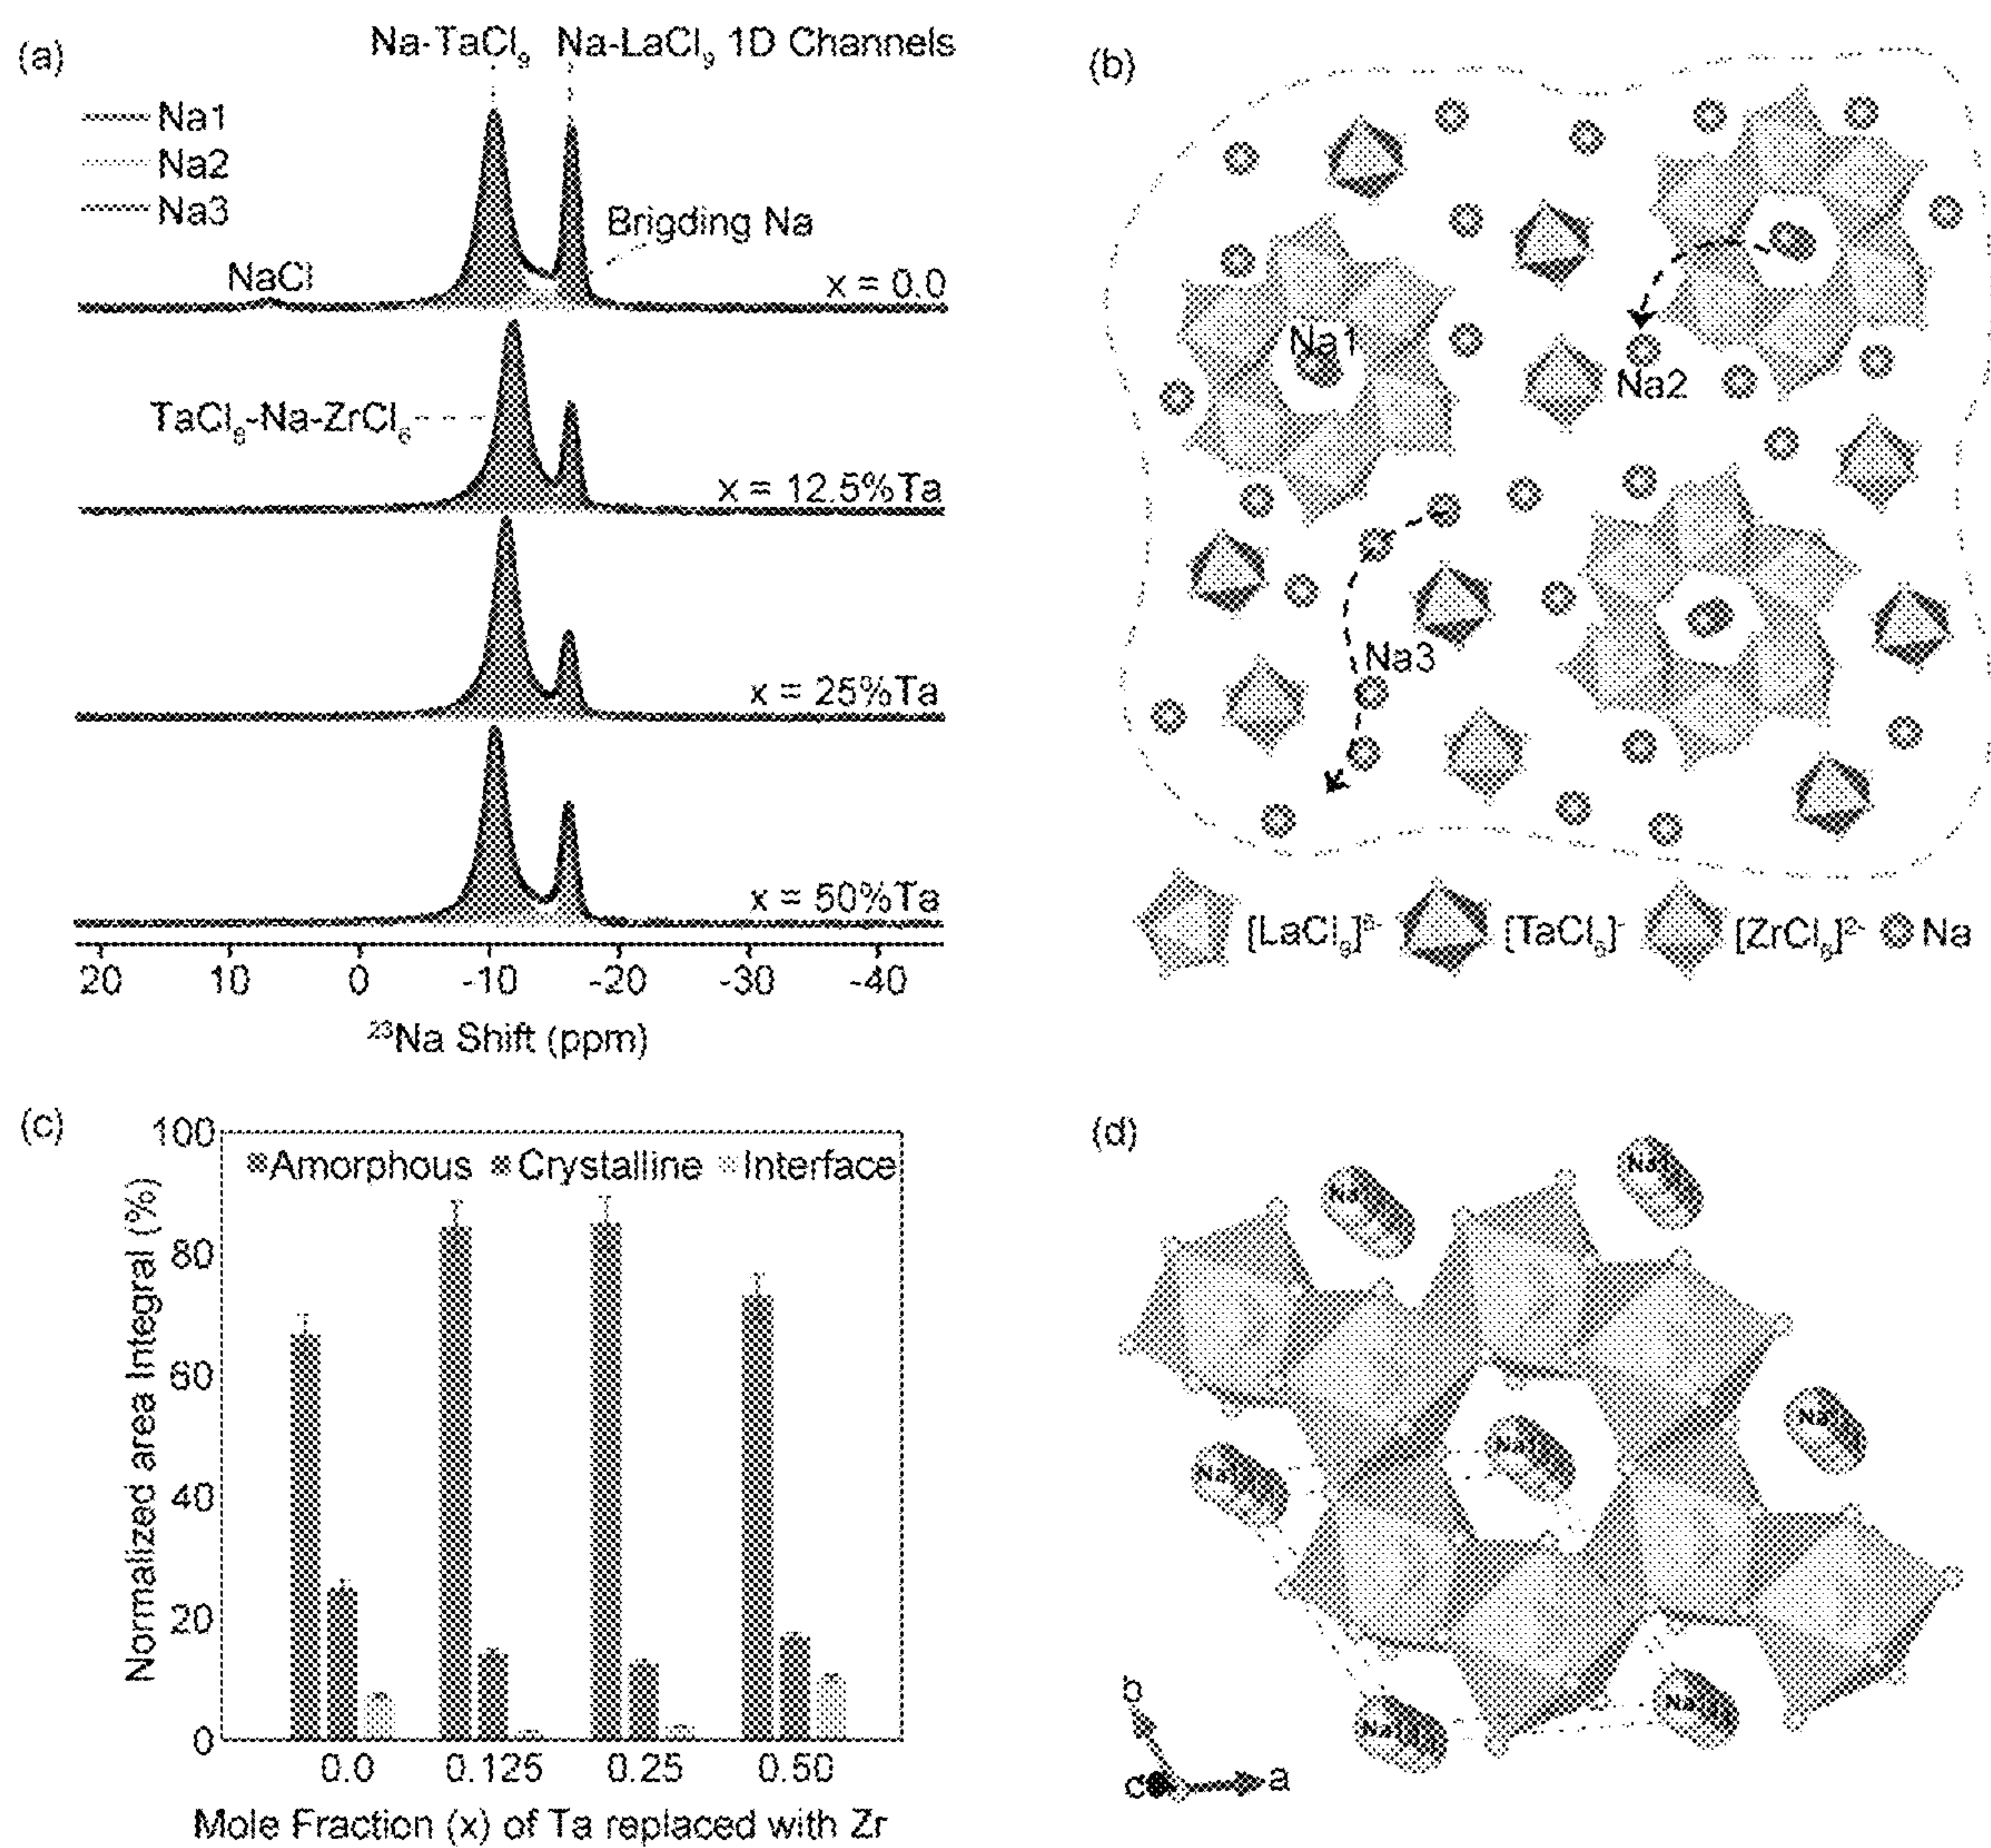 (a)
Na-TaCl₉ Na-LaCl₉ 1D Channels
Na1
Na2
Na3
Brigding Na
NaCl
x = 0.0
TaCl₆-Na-ZrCl₆
x = 12.5%Ta
x = 25%Ta
x = 50%Ta
20 10 0 -10 -20 -30 -40
²³Na Shift (ppm)
(b)
Na1
Na2
Na3
[TaCl₆]⁻ [ZrCl₆]²⁻ Na
(c)
Normalized area Integral (%)
100
80
60
40
20
0
Amorphous Crystalline Interface
0.0 0.125 0.25 0.50
Mole Fraction (x) of Ta replaced with Zr
(d)
b
c
a